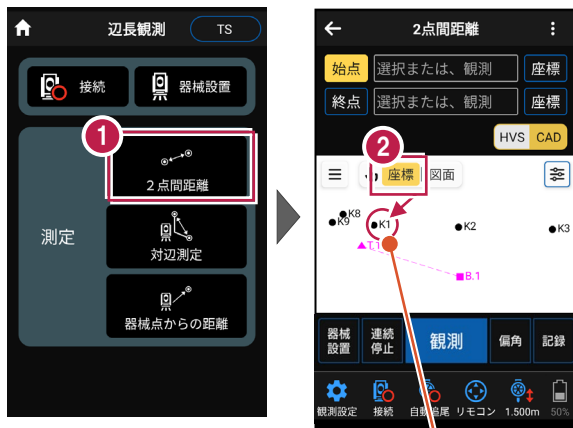 辺長観測
TS
接続
器械設置
1
2点間距離
測定
対辺測定
器械点からの距離
2点間距離
始点
選択または、観測
座標
終点
選択または、観測
座標
HVS
CAD
2
座標
図面
K8
K9
K1
K2
K3
T.1
B.1
器械
設置
連続
停止
観測
偏角
記録
観測設定
接続
自動追尾
リモコン
1.500m
50%